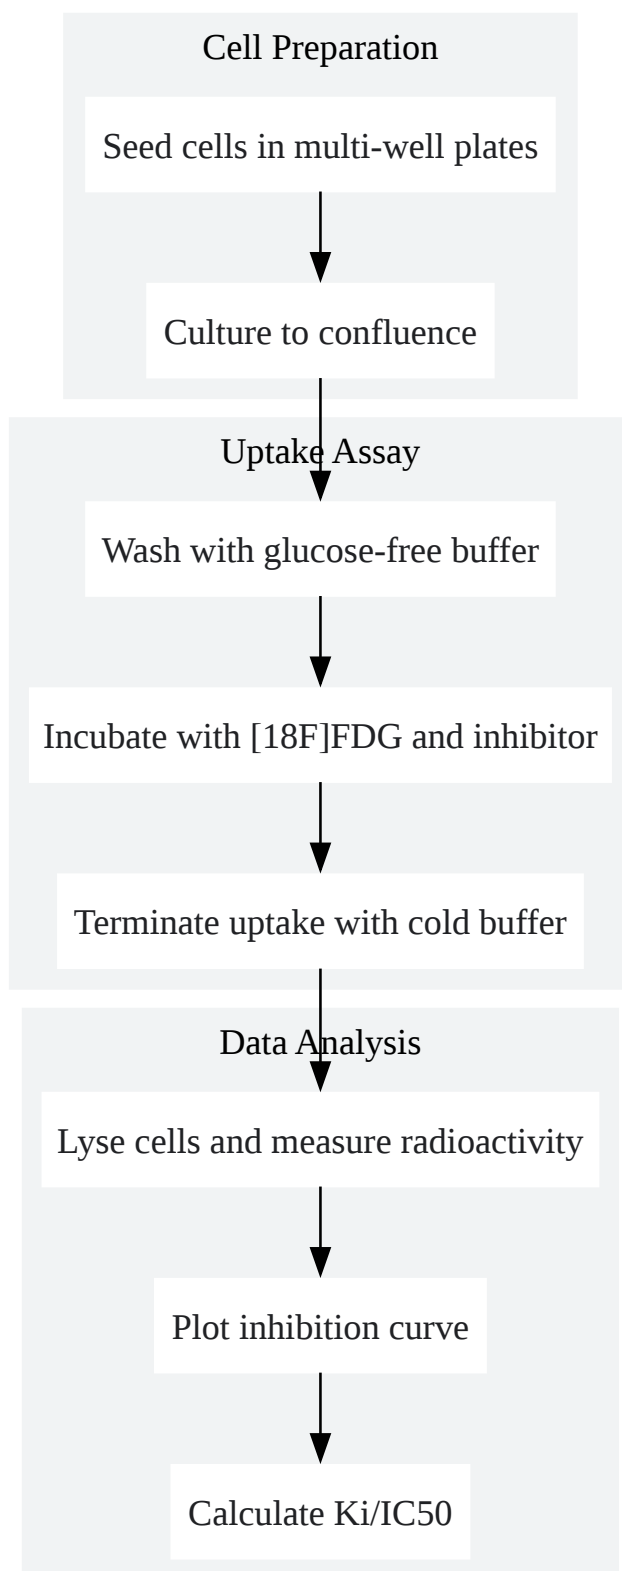 Cell Preparation
Seed cells in multi-well plates
Culture to confluence
Uptake Assay
Wash with glucose-free buffer
Incubate with [18F]FDG and inhibitor
Terminate uptake with cold buffer
Data Analysis
Lyse cells and measure radioactivity
Plot inhibition curve
Calculate Ki/IC50